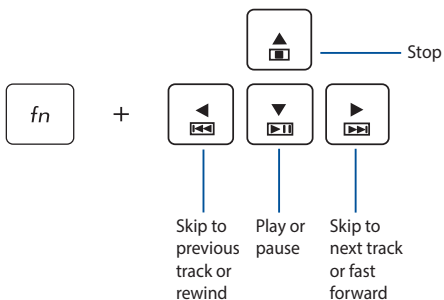 Stop
fn
+
Skip to
previous
track or
rewind
Play or
pause
Skip to
next track
or fast
forward